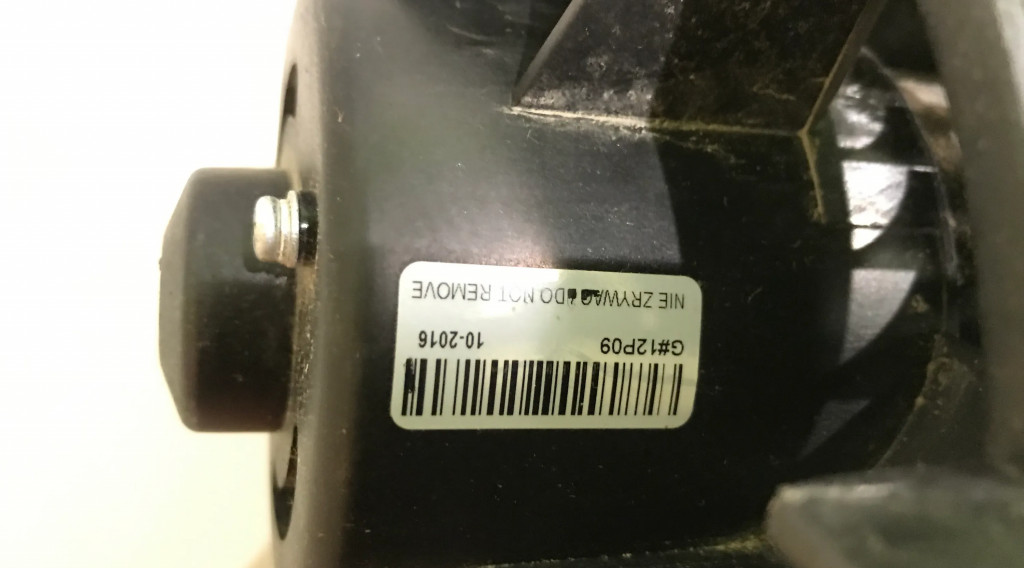 G#12P09 10-2016
NIE ZRYWAĆ / DO NOT REMOVE